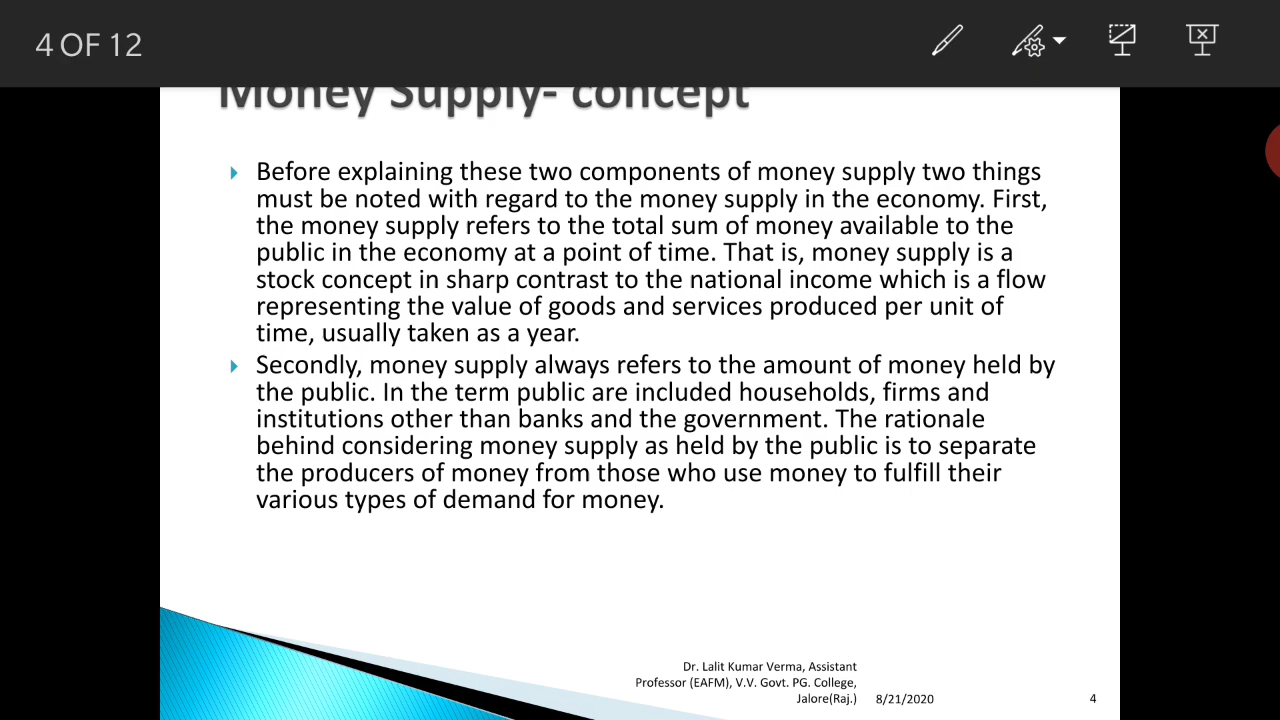 4 OF 12
Money Supply- concept
Before explaining these two components of money supply two things
must be noted with regard to the money supply in the economy. First,
the money supply refers to the total sum of money available to the
public in the economy at a point of time. That is, money supply is a
stock concept in sharp contrast to the national income which is a flow
representing the value of goods and services produced per unit of
time, usually taken as a year.
Secondly, money supply always refers to the amount of money held by
the public. In the term public are included households, firms and
institutions other than banks and the government. The rationale
behind considering money supply as held by the public is to separate
the producers of money from those who use money to fulfill their
various types of demand for money.
Dr. Lalit Kumar Verma, Assistant
Professor (EAFM), V.V. Govt. PG. College,
Jalore(Raj.)
8/21/2020
4